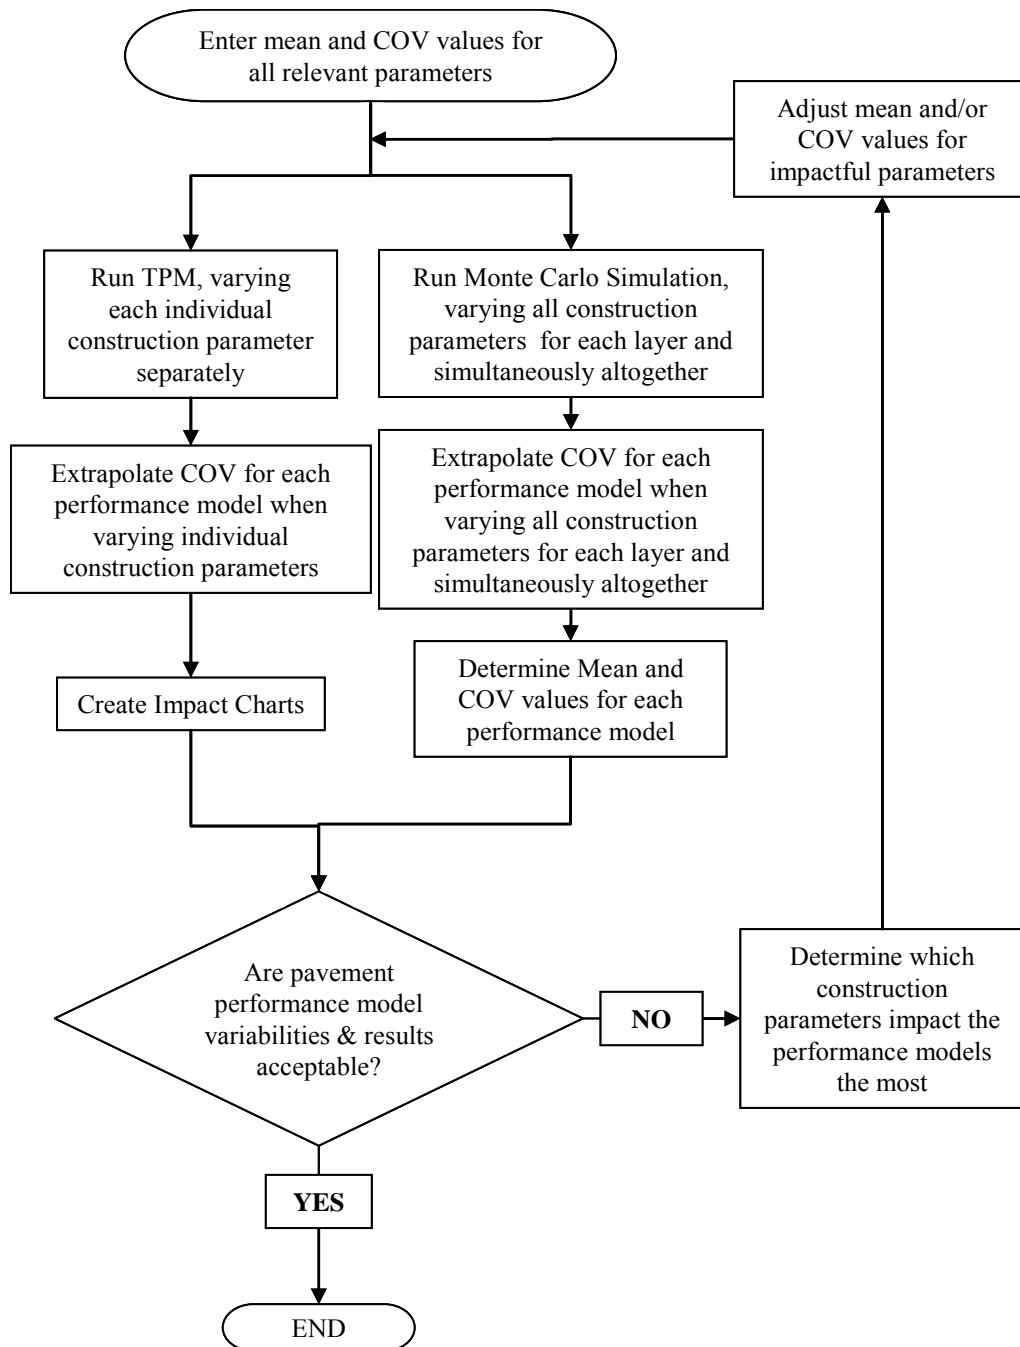 Enter mean and COV values for
all relevant parameters
Adjust mean and/or
COV values for
impactful parameters
Run TPM, varying
each individual
construction parameter
separately
Run Monte Carlo Simulation,
varying all construction
parameters for each layer and
simultaneously altogether
Extrapolate COV for each
performance model when
varying individual
construction parameters
Extrapolate COV for each
performance model when
varying all construction
parameters for each layer and
simultaneously altogether
Create Impact Charts
Determine Mean and
COV values for each
performance model
Are pavement
performance model
variabilities & results
acceptable?
NO
Determine which
construction
parameters impact the
performance models
the most
YES
END